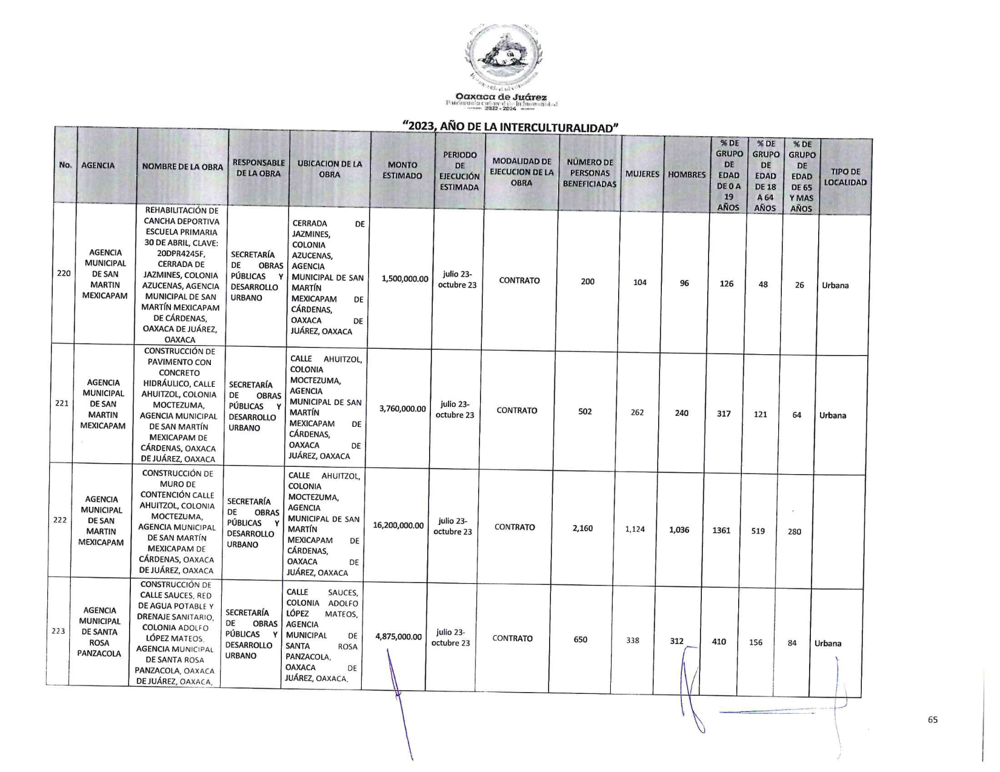 Oaxaca de Juárez
Patrimonio cultural de la humanidad
2022 - 2024
“2023, AÑO DE LA INTERCULTURALIDAD”
No.
AGENCIA
NOMBRE DE LA OBRA
RESPONSABLE
DE LA OBRA
UBICACION DE LA
OBRA
MONTO
ESTIMADO
PERIODO
DE
EJECUCIÓN
ESTIMADA
MODALIDAD DE
EJECUCION DE LA
OBRA
NÚMERO DE
PERSONAS
BENEFICIADAS
MUJERES
HOMBRES
% DE
GRUPO
DE
EDAD
DE 0 A
19
AÑOS
% DE
GRUPO
DE
EDAD
DE 18
A 64
AÑOS
% DE
GRUPO
DE
EDAD
DE 65
Y MAS
AÑOS
TIPO DE
LOCALIDAD
220
AGENCIA
MUNICIPAL
DE SAN
MARTIN
MEXICAPAM
REHABILITACIÓN DE
CANCHA DEPORTIVA
ESCUELA PRIMARIA
30 DE ABRIL, CLAVE:
20DPR4245F,
CERRADA DE
JAZMINES, COLONIA
AZUCENAS, AGENCIA
MUNICIPAL DE SAN
MARTÍN MEXICAPAM
DE CÁRDENAS,
OAXACA DE JUÁREZ,
OAXACA
SECRETARÍA
DE OBRAS
PÚBLICAS Y
DESARROLLO
URBANO
CERRADA DE
JAZMINES,
COLONIA
AZUCENAS,
AGENCIA
MUNICIPAL DE SAN
MARTÍN
MEXICAPAM DE
CÁRDENAS,
OAXACA DE
JUÁREZ, OAXACA
1,500,000.00
julio 23-
octubre 23
CONTRATO
200
104
96
126
48
26
Urbana
221
AGENCIA
MUNICIPAL
DE SAN
MARTIN
MEXICAPAM
CONSTRUCCIÓN DE
PAVIMENTO CON
CONCRETO
HIDRÁULICO, CALLE
AHUITZOL, COLONIA
MOCTEZUMA,
AGENCIA MUNICIPAL
DE SAN MARTÍN
MEXICAPAM DE
CÁRDENAS, OAXACA
DE JUÁREZ, OAXACA
SECRETARÍA
DE OBRAS
PÚBLICAS Y
DESARROLLO
URBANO
CALLE AHUITZOL,
COLONIA
MOCTEZUMA,
AGENCIA
MUNICIPAL DE SAN
MARTÍN
MEXICAPAM DE
CÁRDENAS,
OAXACA DE
JUÁREZ, OAXACA
3,760,000.00
julio 23-
octubre 23
CONTRATO
502
262
240
317
121
64
Urbana
222
AGENCIA
MUNICIPAL
DE SAN
MARTIN
MEXICAPAM
CONSTRUCCIÓN DE
MURO DE
CONTENCIÓN CALLE
AHUITZOL, COLONIA
MOCTEZUMA,
AGENCIA MUNICIPAL
DE SAN MARTÍN
MEXICAPAM DE
CÁRDENAS, OAXACA
DE JUÁREZ, OAXACA
SECRETARÍA
DE OBRAS
PÚBLICAS Y
DESARROLLO
URBANO
CALLE AHUITZOL,
COLONIA
MOCTEZUMA,
AGENCIA
MUNICIPAL DE SAN
MARTÍN
MEXICAPAM DE
CÁRDENAS,
OAXACA DE
JUÁREZ, OAXACA
16,200,000.00
julio 23-
octubre 23
CONTRATO
2,160
1,124
1,036
1361
519
280
223
AGENCIA
MUNICIPAL
DE SANTA
ROSA
PANZACOLA
CONSTRUCCIÓN DE
CALLE SAUCES, RED
DE AGUA POTABLE Y
DRENAJE SANITARIO,
COLONIA ADOLFO
LÓPEZ MATEOS,
AGENCIA MUNICIPAL
DE SANTA ROSA
PANZACOLA, OAXACA
DE JUÁREZ, OAXACA.
SECRETARÍA
DE OBRAS
PÚBLICAS Y
DESARROLLO
URBANO
CALLE SAUCES,
COLONIA ADOLFO
LÓPEZ MATEOS,
AGENCIA
MUNICIPAL DE
SANTA ROSA
PANZACOLA,
OAXACA DE
JUÁREZ, OAXACA.
4,875,000.00
julio 23-
octubre 23
CONTRATO
650
338
312
410
156
84
Urbana
65